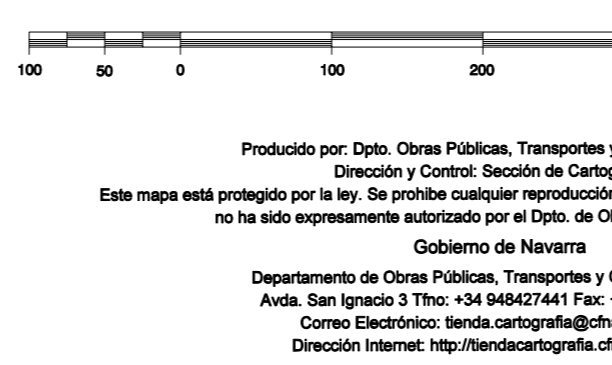 100 50 0 100 200
Producido por: Dpto. Obras Públicas, Transportes y
Dirección y Control: Sección de Cartog
Este mapa está protegido por la ley. Se prohibe cualquier reproducción
no ha sido expresamente autorizado por el Dpto. de Ob
Gobierno de Navarra
Departamento de Obras Públicas, Transportes y C
Avda. San Ignacio 3 Tfno: +34 948427441 Fax: +
Correo Electrónico: tienda.cartografia@cfna
Dirección Internet: http://tiendacartografia.cf